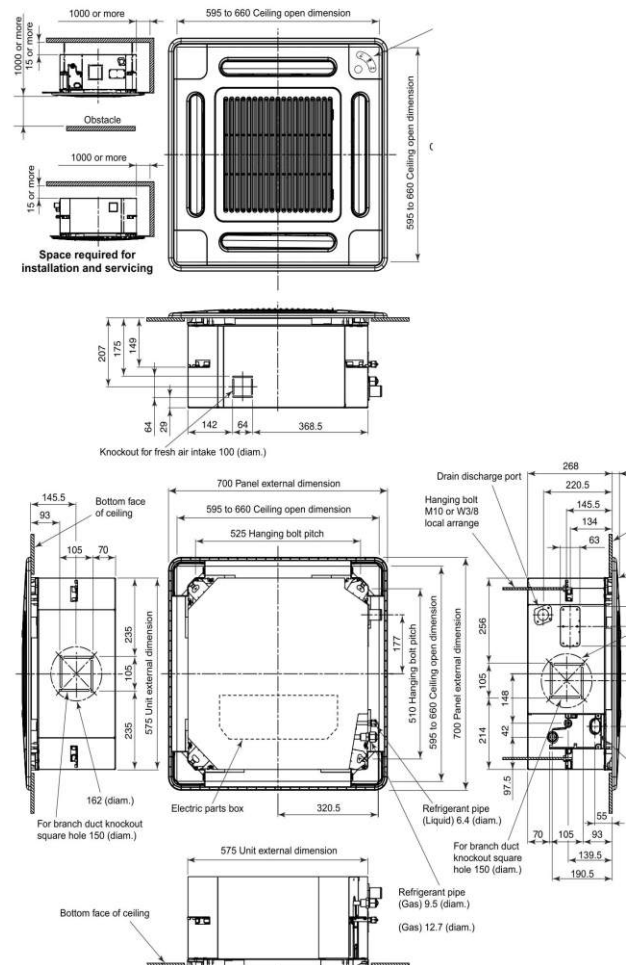 1000 or more
15 or more
1000 or more
Obstacle
1000 or more
15 or more
Space required for
installation and servicing
595 to 660 Ceiling open dimension
595 to 660 Ceiling open dimension
207
175
149
64
29
142
64
368.5
Knockout for fresh air intake 100 (diam.)
145.5
93
Bottom face
of ceiling
105
70
235
105
235
575 Unit external dimension
162 (diam.)
For branch duct knockout
square hole 150 (diam.)
700 Panel external dimension
595 to 660 Ceiling open dimension
525 Hanging bolt pitch
177
510 Hanging bolt pitch
595 to 660 Ceiling open dimension
700 Panel external dimension
Electric parts box
320.5
Refrigerant pipe
(Liquid) 6.4 (diam.)
Refrigerant pipe
(Gas) 9.5 (diam.)
(Gas) 12.7 (diam.)
Drain discharge port
Hanging bolt
M10 or W3/8
local arrange
268
220.5
145.5
134
63
256
105
148
42
214
97.5
55
70
105
93
139.5
190.5
For branch duct
knockout square
hole 150 (diam.)
575 Unit external dimension
Bottom face of ceiling